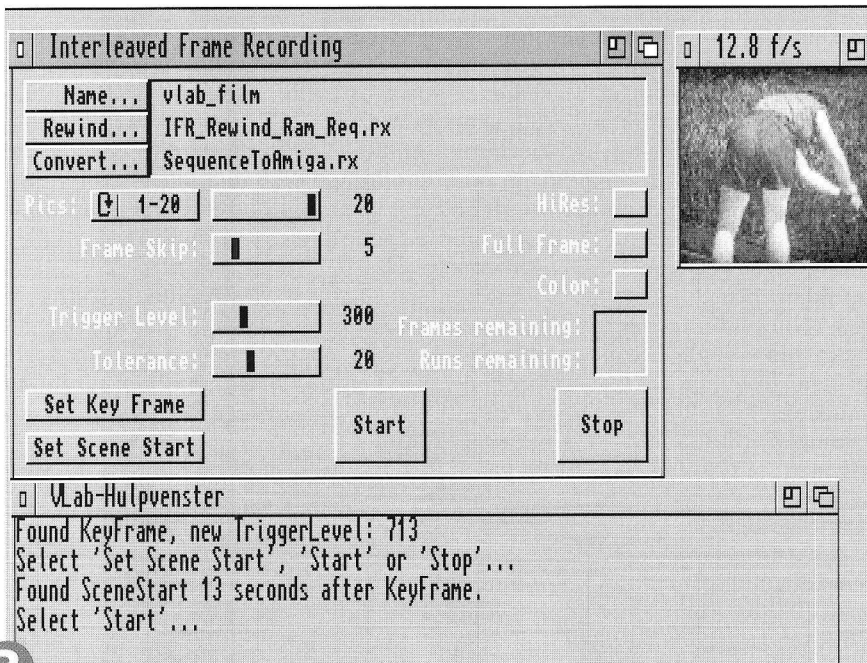 Interleaved Frame Recording
12.8 f/s
Name... vlab_film
Rewind... IFR_Rewind_Ram_Req.rx
Convert... SequenceToAmiga.rx
Pics: 1-20 20 HiRes:
Frame Skip: 5 Full Frame:
Color:
Trigger Level: 300 Frames remaining:
Tolerance: 20 Runs remaining:
Set Key Frame
Set Scene Start
Start
Stop
VLab-Hulpvenster
Found KeyFrame, new TriggerLevel: 713
Select 'Set Scene Start', 'Start' or 'Stop'...
Found SceneStart 13 seconds after KeyFrame.
Select 'Start'...